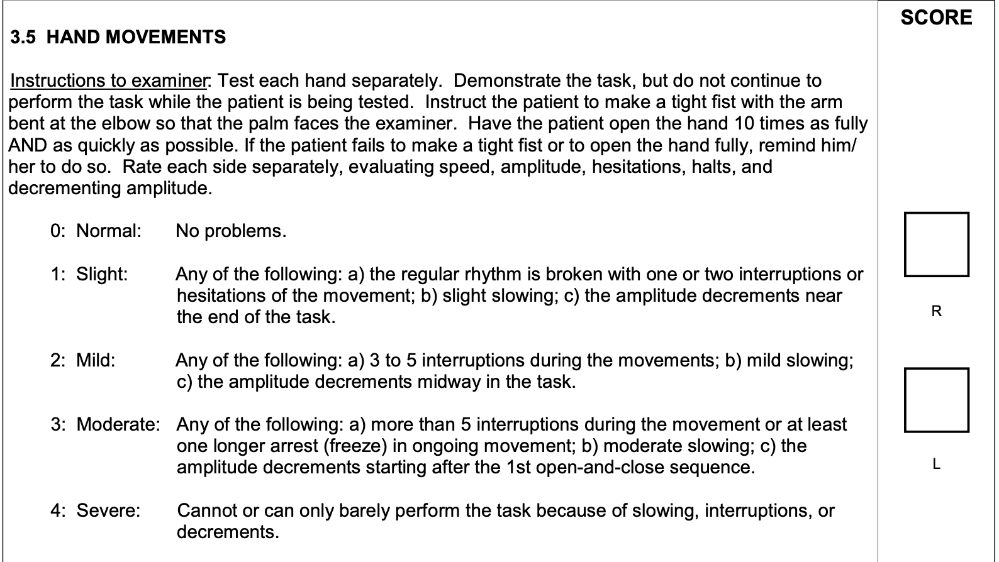 SCORE
3.5 HAND MOVEMENTS
Instructions to examiner: Test each hand separately. Demonstrate the task, but do not continue to
perform the task while the patient is being tested. Instruct the patient to make a tight fist with the arm
bent at the elbow so that the palm faces the examiner. Have the patient open the hand 10 times as fully
AND as quickly as possible. If the patient fails to make a tight fist or to open the hand fully, remind him/
her to do so. Rate each side separately, evaluating speed, amplitude, hesitations, halts, and
decrementing amplitude.
0: Normal: No problems.
1: Slight: Any of the following: a) the regular rhythm is broken with one or two interruptions or
hesitations of the movement; b) slight slowing; c) the amplitude decrements near
the end of the task.
R
2: Mild: Any of the following: a) 3 to 5 interruptions during the movements; b) mild slowing;
c) the amplitude decrements midway in the task.
3: Moderate: Any of the following: a) more than 5 interruptions during the movement or at least
one longer arrest (freeze) in ongoing movement; b) moderate slowing; c) the
amplitude decrements starting after the 1st open-and-close sequence.
L
4: Severe: Cannot or can only barely perform the task because of slowing, interruptions, or
decrements.